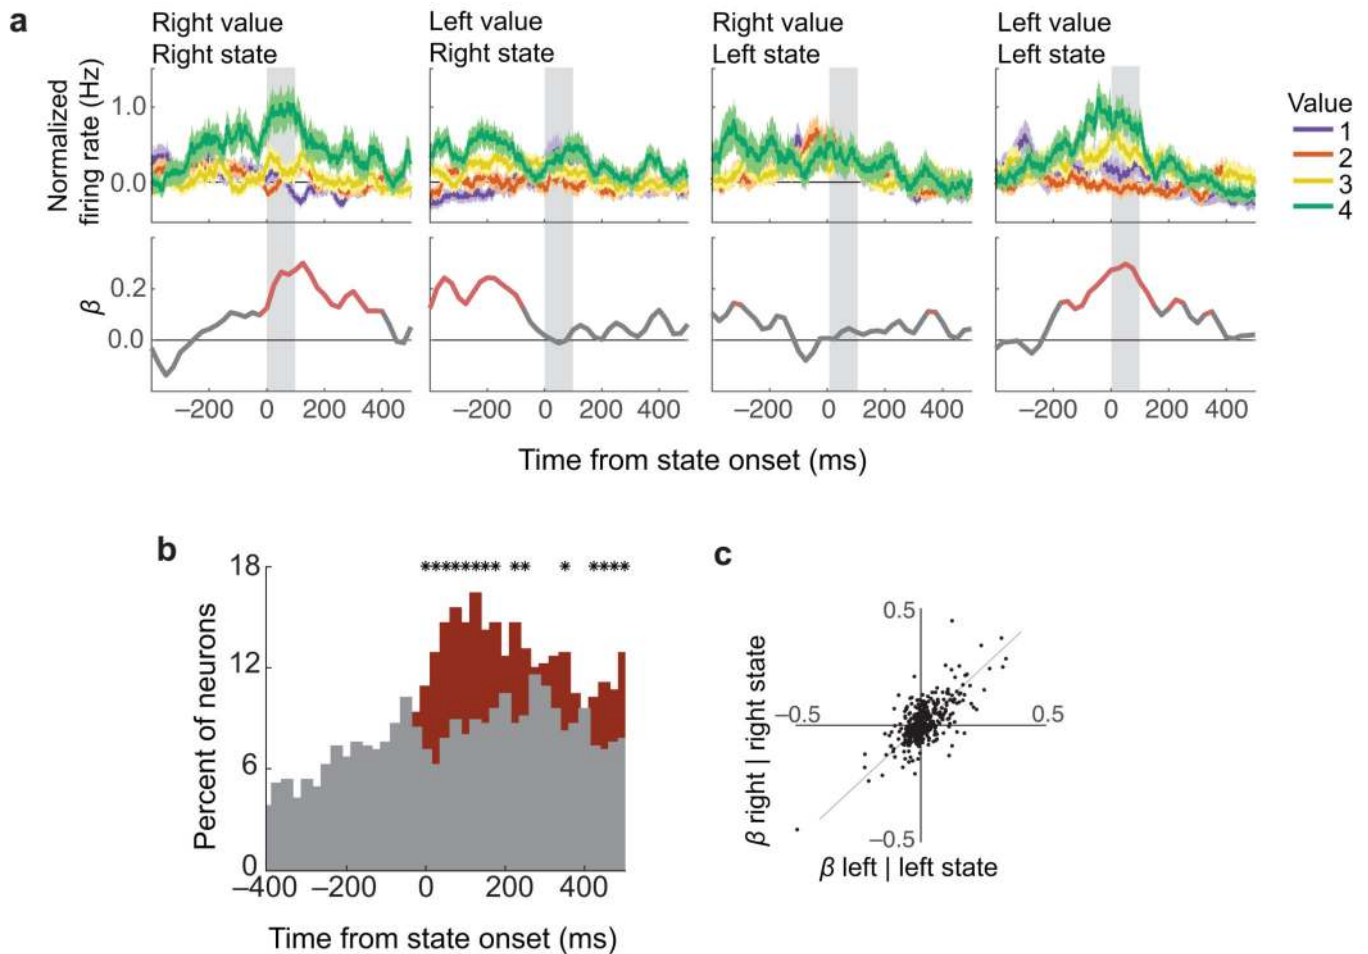 a
Right value
Right state
Left value
Right state
Right value
Left state
Left value
Left state
Normalized
firing rate (Hz)
1.0
0.0
Value
1
2
3
4
β
0.2
0.0
−200 0 200 400
−200 0 200 400
−200 0 200 400
−200 0 200 400
Time from state onset (ms)
b
Percent of neurons
18
12
6
0
*********  **   *   *****
−400 −200 0 200 400
Time from state onset (ms)
c
β right | right state
0.5
−0.5
0.5
−0.5
β left | left state